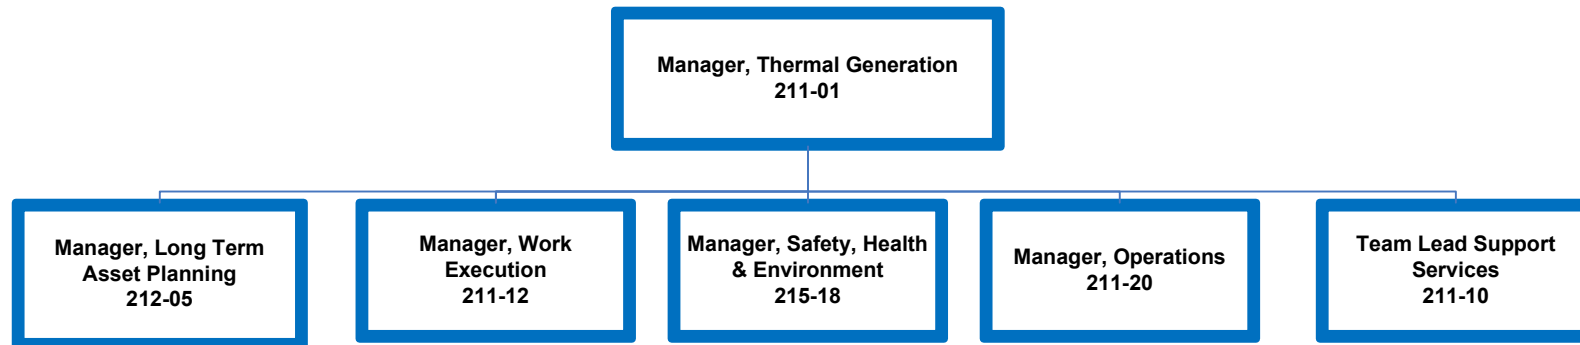 Manager, Thermal Generation
211-01
Manager, Long Term
Asset Planning
212-05
Manager, Work
Execution
211-12
Manager, Safety, Health
& Environment
215-18
Manager, Operations
211-20
Team Lead Support
Services
211-10